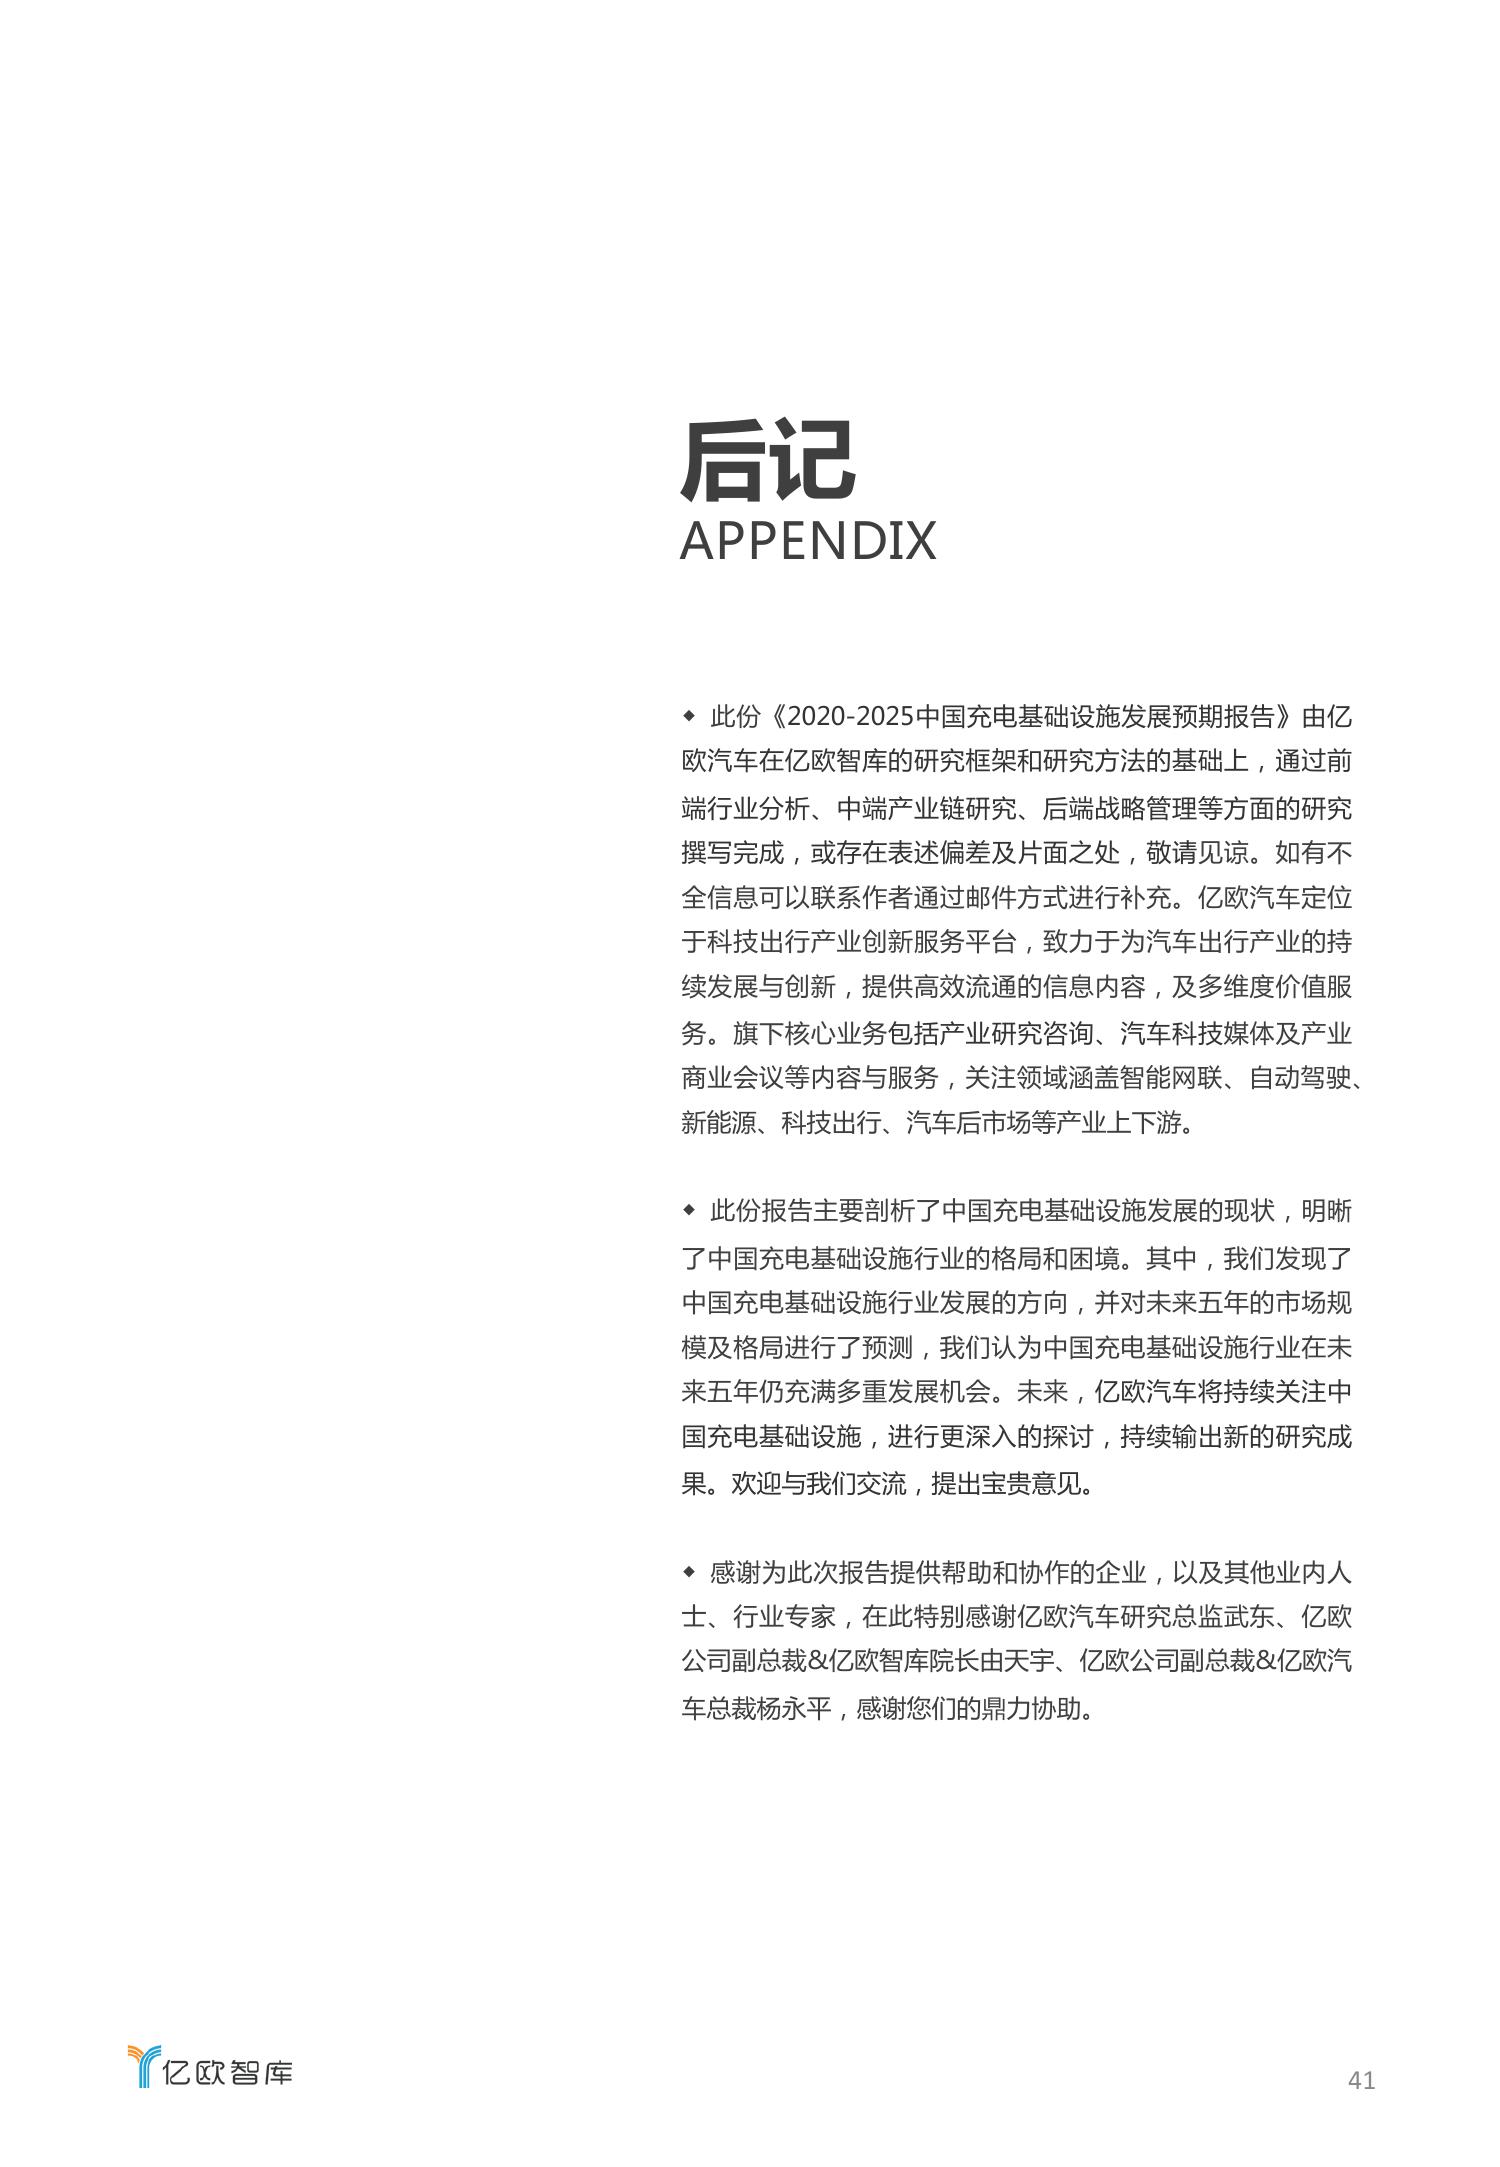 后记
APPENDIX
◆ 此份《2020-2025中国充电基础设施发展预期报告》由亿
欧汽车在亿欧智库的研究框架和研究方法的基础上，通过前
端行业分析、中端产业链研究、后端战略管理等方面的研究
撰写完成，或存在表述偏差及片面之处，敬请见谅。如有不
全信息可以联系作者通过邮件方式进行补充。亿欧汽车定位
于科技出行产业创新服务平台，致力于为汽车出行产业的持
续发展与创新，提供高效流通的信息内容，及多维度价值服
务。旗下核心业务包括产业研究咨询、汽车科技媒体及产业
商业会议等内容与服务，关注领域涵盖智能网联、自动驾驶、
新能源、科技出行、汽车后市场等产业上下游。
◆ 此份报告主要剖析了中国充电基础设施发展的现状，明晰
了中国充电基础设施行业的格局和困境。其中，我们发现了
中国充电基础设施行业发展的方向，并对未来五年的市场规
模及格局进行了预测，我们认为中国充电基础设施行业在未
来五年仍充满多重发展机会。未来，亿欧汽车将持续关注中
国充电基础设施，进行更深入的探讨，持续输出新的研究成
果。欢迎与我们交流，提出宝贵意见。
◆ 感谢为此次报告提供帮助和协作的企业，以及其他业内人
士、行业专家，在此特别感谢亿欧汽车研究总监武东、亿欧
公司副总裁&亿欧智库院长由天宇、亿欧公司副总裁&亿欧汽
车总裁杨永平，感谢您们的鼎力协助。
亿欧智库
41